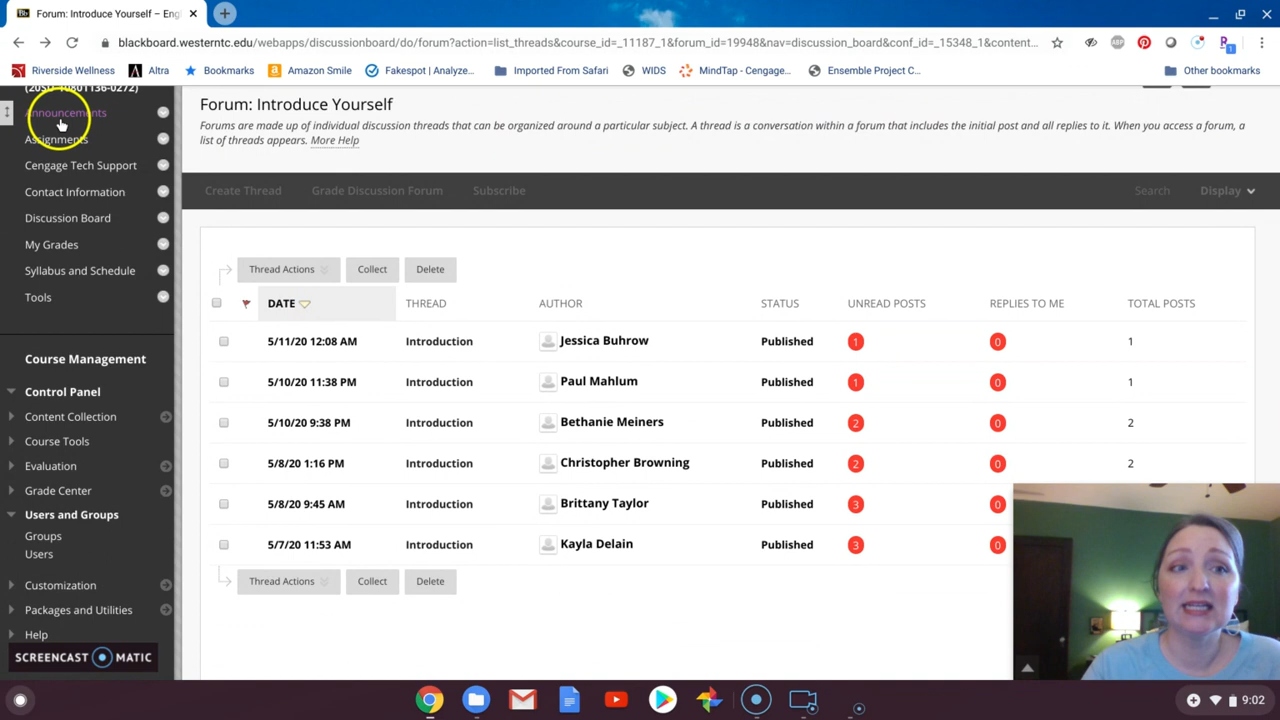 Bb
Forum: Introduce Yourself – Eng
blackboard.westerntc.edu/webapps/discussionboard/do/forum?action=list_threads&course_id=_11187_1&forum_id=19948&nav=discussion_board&conf_id=_15348_1&content…
ABP
1
Riverside Wellness
Altra
Bookmarks
Amazon Smile
Fakespot | Analyze...
Imported From Safari
WIDS
MindTap - Cengage...
Ensemble Project C...
Other bookmarks
(20SU-10801136-0272)
Announcements
Assignments
Cengage Tech Support
Contact Information
Discussion Board
My Grades
Syllabus and Schedule
Tools
Course Management
Control Panel
Content Collection
Course Tools
Evaluation
Grade Center
Users and Groups
Groups
Users
Customization
Packages and Utilities
Help
SCREENCAST MATIC
Forum: Introduce Yourself
Forums are made up of individual discussion threads that can be organized around a particular subject. A thread is a conversation within a forum that includes the initial post and all replies to it. When you access a forum, a
list of threads appears. More Help
Create Thread Grade Discussion Forum Subscribe Search Display
Thread Actions Collect Delete
DATE THREAD AUTHOR STATUS UNREAD POSTS REPLIES TO ME TOTAL POSTS
5/11/20 12:08 AM Introduction Jessica Buhrow Published 1 0 1
5/10/20 11:38 PM Introduction Paul Mahlum Published 1 0 1
5/10/20 9:38 PM Introduction Bethanie Meiners Published 2 0 2
5/8/20 1:16 PM Introduction Christopher Browning Published 2 0 2
5/8/20 9:45 AM Introduction Brittany Taylor Published 3 0
5/7/20 11:53 AM Introduction Kayla Delain Published 3 0
Thread Actions Collect Delete
9:02